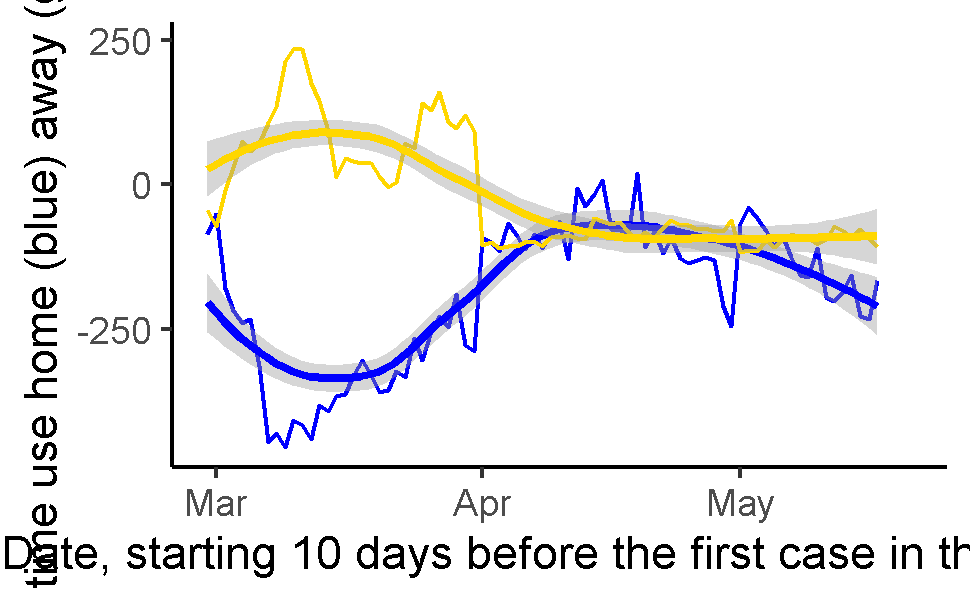 time use home (blue) away (
250
0
-250
Mar Apr May
Date, starting 10 days before the first case in th